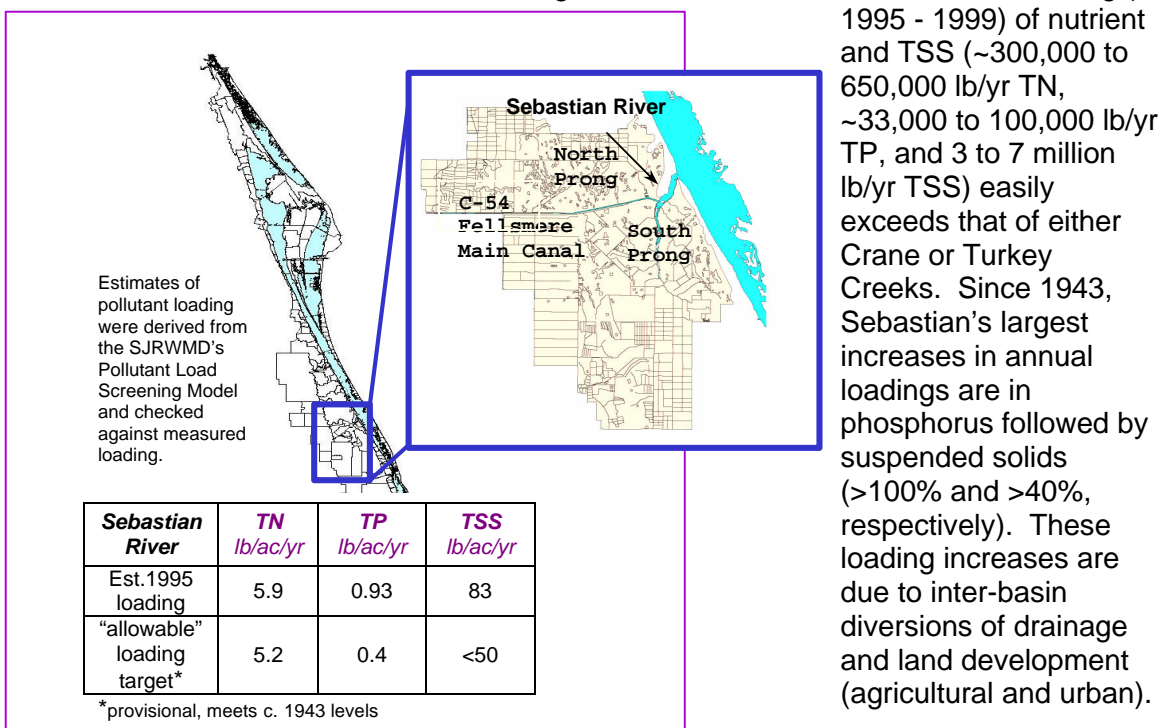 Sebastian River
North
Prong
C-54
Fellsmere
Main Canal
South
Prong
Estimates of
pollutant loading
were derived from
the SJRWMD’s
Pollutant Load
Screening Model
and checked
against measured
loading.
Sebastian River TN lb/ac/yr TP lb/ac/yr TSS lb/ac/yr
Est.1995 loading 5.9 0.93 83
“allowable” loading target* 5.2 0.4 <50
*provisional, meets c. 1943 levels
1995 - 1999) of nutrient
and TSS (~300,000 to
650,000 lb/yr TN,
~33,000 to 100,000 lb/yr
TP, and 3 to 7 million
lb/yr TSS) easily
exceeds that of either
Crane or Turkey
Creeks.  Since 1943,
Sebastian’s largest
increases in annual
loadings are in
phosphorus followed by
suspended solids
(>100% and >40%,
respectively).  These
loading increases are
due to inter-basin
diversions of drainage
and land development
(agricultural and urban).